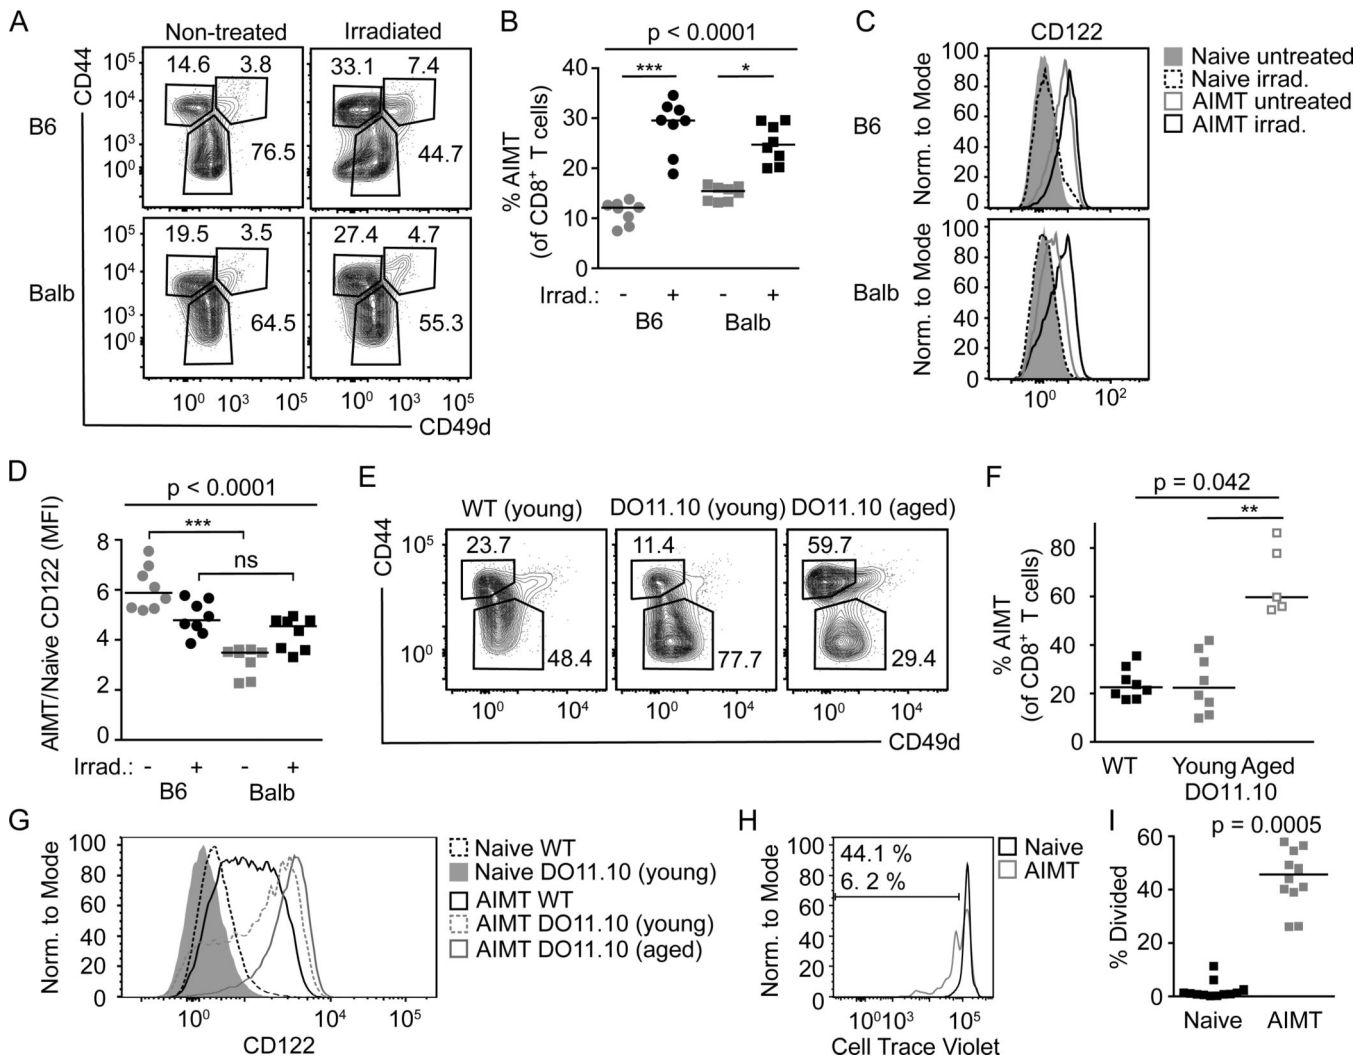 A
Non-treated
Irradiated
CD44
B6
Balb
10⁵
10⁴
10³
10⁰
14.6
3.8
76.5
33.1
7.4
44.7
10⁵
10⁴
10³
10⁰
19.5
3.5
64.5
27.4
4.7
55.3
10⁰ 10³ 10⁵
10⁰ 10³ 10⁵
CD49d
B
p < 0.0001
*** *
% AIMT
(of CD8⁺ T cells)
40
30
20
10
0
Irrad.: - + - +
B6 Balb
C
CD122
B6
Norm. to Mode
100
80
60
40
20
0
Balb
Norm. to Mode
100
80
60
40
20
0
10⁰ 10²
Naive untreated
Naive irrad.
AIMT untreated
AIMT irrad.
D
p < 0.0001
***
ns
AIMT/Naive CD122 (MFI)
8
6
4
2
0
Irrad.: - + - +
B6 Balb
E
WT (young) DO11.10 (young) DO11.10 (aged)
CD44
10⁵
10⁰
23.7
48.4
11.4
77.7
59.7
29.4
10⁰ 10⁴
10⁰ 10⁴
10⁰ 10⁴
CD49d
F
p = 0.042
**
% AIMT
(of CD8⁺ T cells)
80
60
40
20
0
WT Young Aged
DO11.10
G
Norm. to Mode
100
80
60
40
20
0
10⁰ 10⁴ 10⁵
CD122
Naive WT
Naive DO11.10 (young)
AIMT WT
AIMT DO11.10 (young)
AIMT DO11.10 (aged)
H
Norm. to Mode
100
80
60
40
20
0
44.1 %
6. 2 %
Naive
AIMT
10⁰10³ 10⁵
Cell Trace Violet
I
p = 0.0005
% Divided
60
40
20
0
Naive AIMT